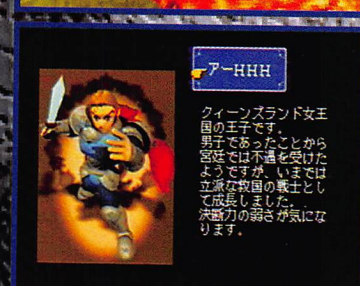 アーHHH
クィーンズランド女王
国の王子です。
男子であったことから
宮廷では不遇を受けた
ようですが、いまでは
立派な救国の戦士とし
て成長しました。
決断力の弱さが気にな
ります。